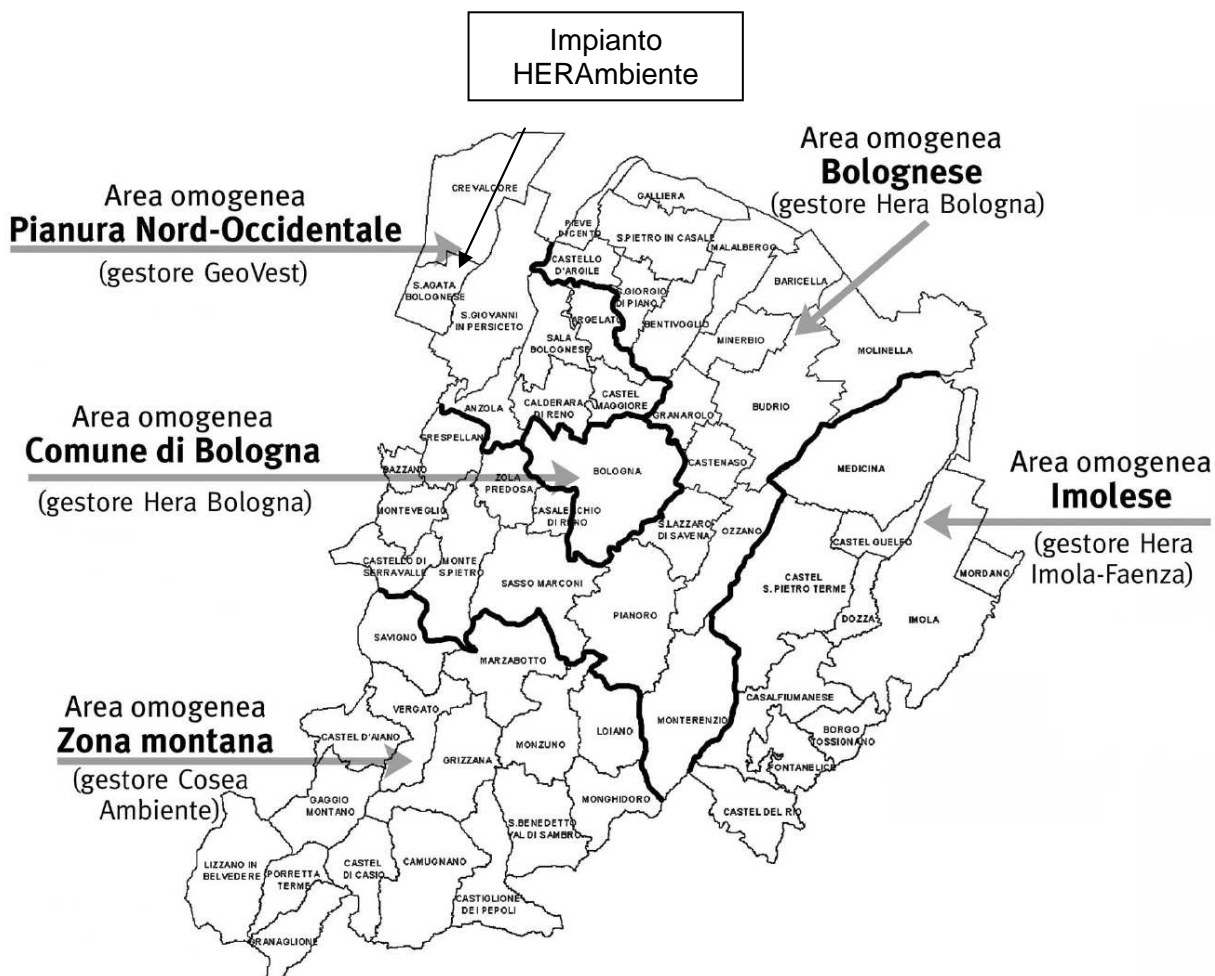 Impianto
HERAmbiente
Area omogenea
Bolognese
(gestore Hera Bologna)
Area omogenea
Pianura Nord-Occidentale
(gestore GeoVest)
Area omogenea
Comune di Bologna
(gestore Hera Bologna)
Area omogenea
Imolese
(gestore Hera
Imola-Faenza)
Area omogenea
Zona montana
(gestore Cosea
Ambiente)
CREVALCORE
GALLIERA
PIEVE
DI CENTO
S.PIETRO IN CASALE
MALALBERGO
CASTELLO
D'ARGILE
BARICELLA
S.AGATA
BOLOGNESE
S.GIORGIO
DI PIANO
S.GIOVANNI
IN PERSICETO
ARGELATO
BENTIVOGLIO
MINERBIO
SALA
BOLOGNESE
MOLINELLA
ANZOLA
CALDERARA
DI RENO
CASTEL
MAGGIORE
GRANAROLO
BUDRIO
CRESPELLAN
BAZZANO
ZOLA
PREDOSA
BOLOGNA
CASTENASO
MEDICINA
MONTEVEGLIO
CASALECCHIO
DI RENO
S.LAZZARO
DI SAVENA
OZZANO
CASTEL GUELFO
CASTELLO DI
SERRAVALLE
MONTE
S.PIETRO
SASSO MARCONI
CASTEL
S.PIETRO TERME
MORDANO
PIANORO
DOZZA
IMOLA
SAVIGNO
MARZABOTTO
VERGATO
LOIANO
MONTERENZIO
CASALFIUMANESE
CASTEL D'AIANO
MONZUNO
BORGO
TOSSIGNANO
GRIZZANA
FONTANELICE
GAGGIO
MONTANO
MONGHIDORO
CASTEL DEL RIO
S.BENEDETTO
VAL DI SAMBRO
LIZZANO IN
BELVEDERE
PORRETTA
TERME
CASTEL
DI CASIO
CAMUGNANO
CASTIGLIONE
DEI PEPOLI
GRANAGLIONE